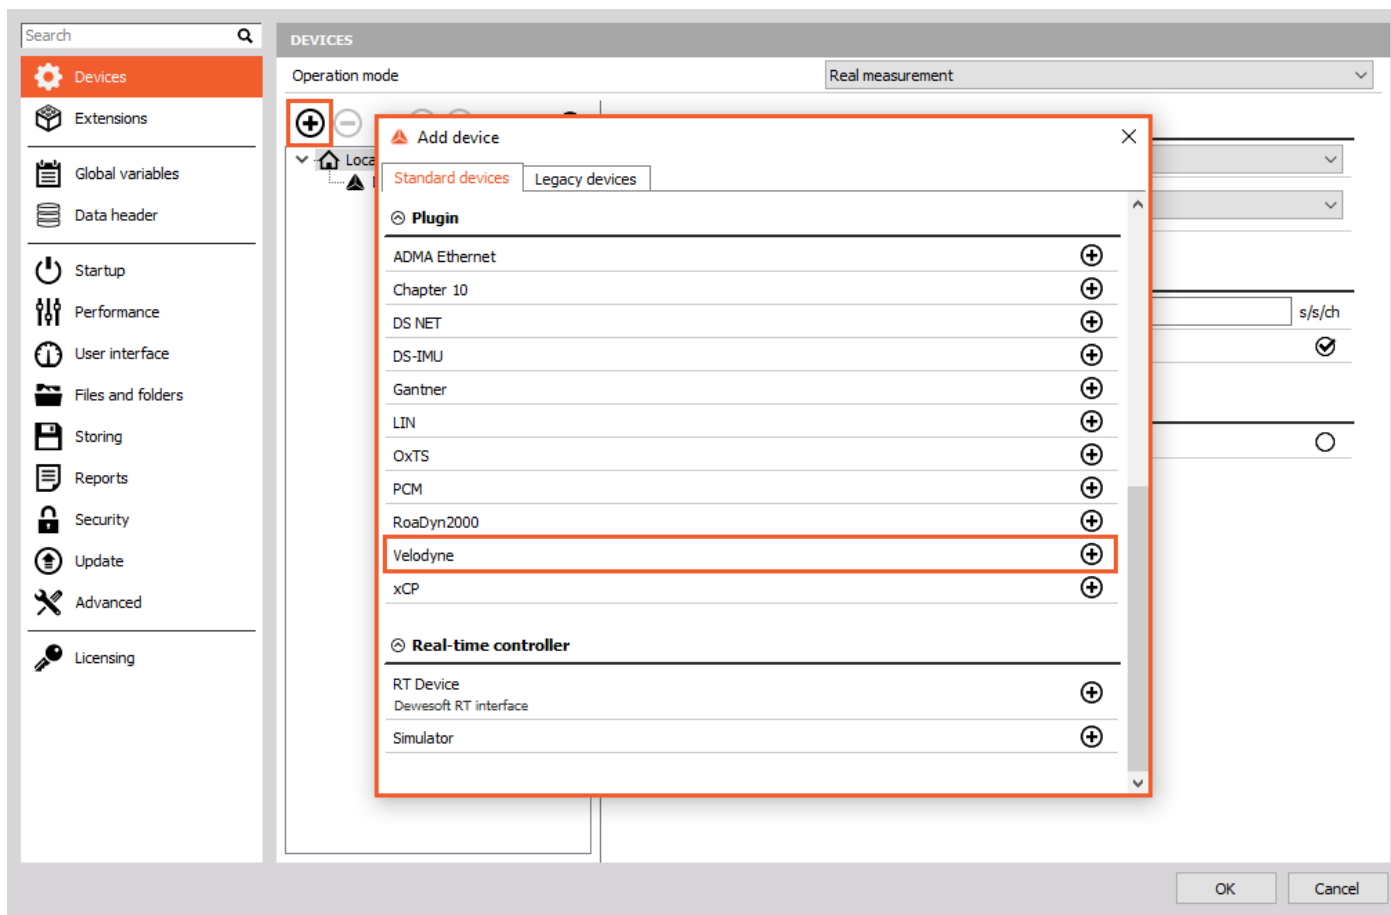 Search
DEVICES
Devices
Operation mode
Real measurement
Extensions
Add device
Loca
Standard devices
Legacy devices
Global variables
Data header
Plugin
ADMA Ethernet
Startup
Chapter 10
Performance
s/s/ch
DS NET
User interface
DS-IMU
Files and folders
Gantner
LIN
Storing
OxTS
Reports
PCM
Security
RoaDyn2000
Update
Velodyne
Advanced
xCP
Real-time controller
Licensing
RT Device
Dewesoft RT interface
Simulator
OK
Cancel